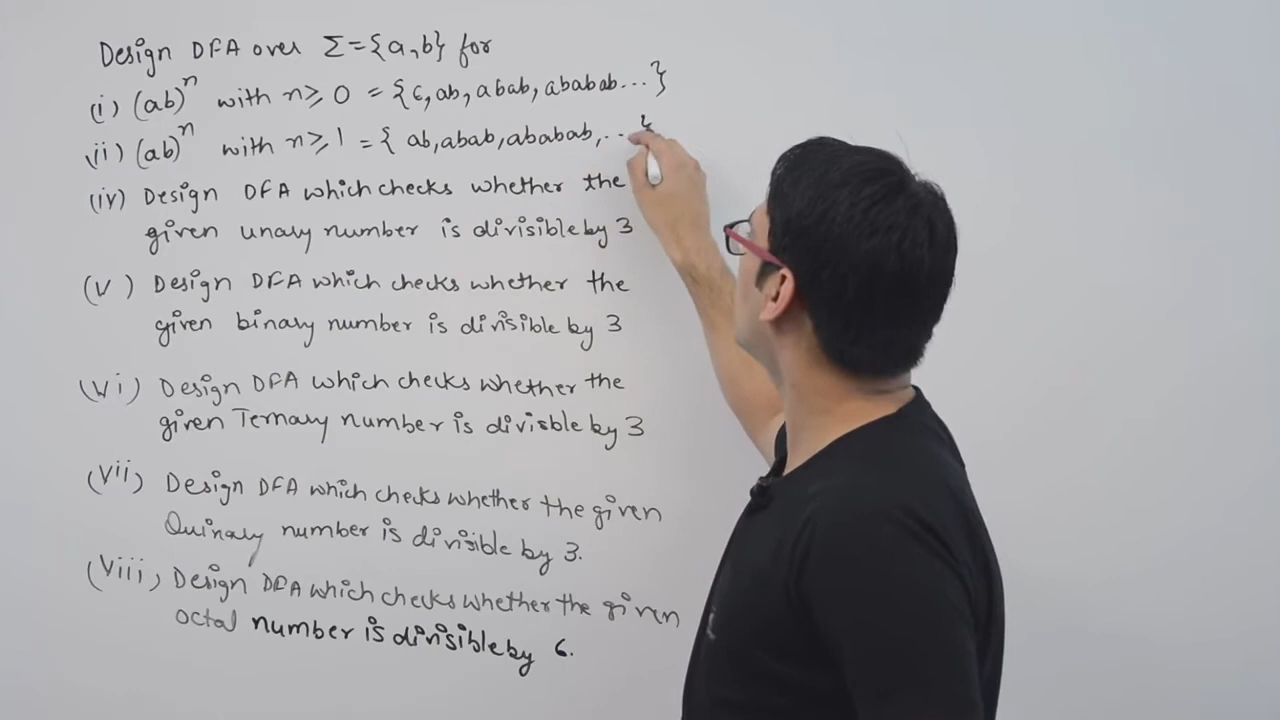 Design DFA over Σ={a,b} for
(i) (ab)^n with n≥0 = {ε, ab, abab, ababab...}
(ii) (ab)^n with n≥1 = { ab, abab, ababab, ...}
(iv) Design DFA which checks whether the
given unary number is divisible by 3
(v) Design DFA which checks whether the
given binary number is divisible by 3
(vi) Design DFA which checks whether the
given Ternary number is divisble by 3
(vii) Design DFA which checks whether the given
Quinary number is divisible by 3.
(viii) Design DFA which checks whether the given
octal number is divisible by 6.